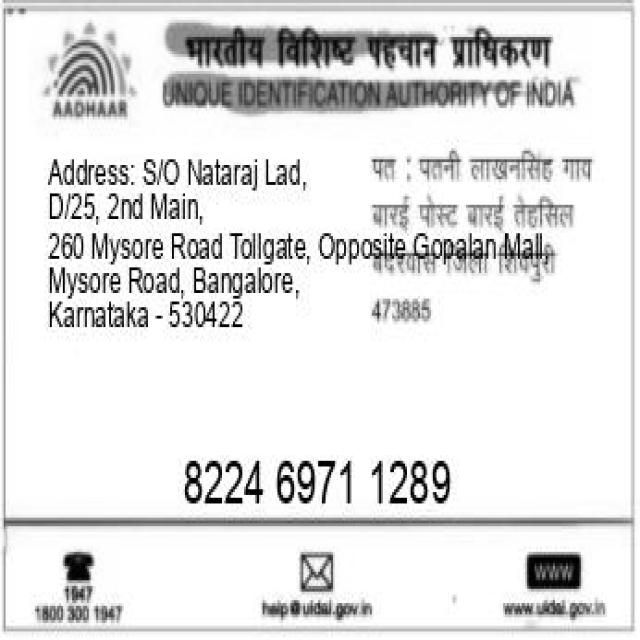 भारतीय विशिष्ट पहचान प्राधिकरण
AADHAAR
UNIQUE IDENTIFICATION AUTHORITY OF INDIA
Address: S/O Nataraj Lad,
D/25, 2nd Main,
260 Mysore Road Tollgate, Opposite Gopalan Mall,
Mysore Road, Bangalore,
Karnataka - 530422
पत : पतनी लाखनसिंह गाय
बारई पोस्ट बारई तेहसिल
बदरवास जिला शिवपुरी
473885
8224 6971 1289
1947
1800 300 1947
help@uidai.gov.in
www
www.uidai.gov.in